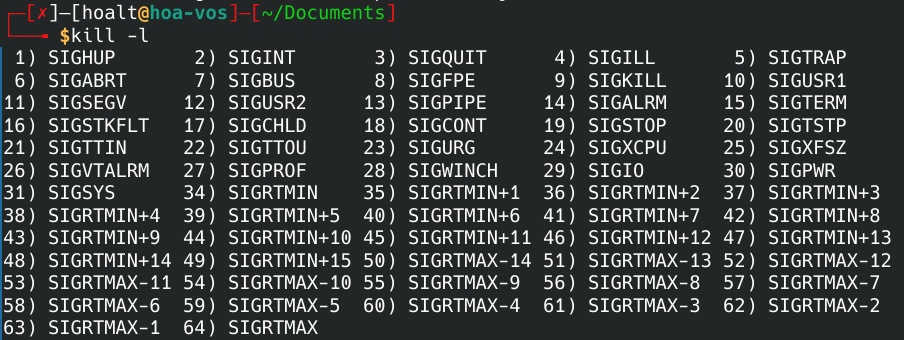 ┌─[✗]─[hoalt@hoa-vos]─[~/Documents]
└──╼ $kill -l
 1) SIGHUP       2) SIGINT       3) SIGQUIT      4) SIGILL       5) SIGTRAP
 6) SIGABRT      7) SIGBUS       8) SIGFPE       9) SIGKILL     10) SIGUSR1
11) SIGSEGV     12) SIGUSR2     13) SIGPIPE     14) SIGALRM     15) SIGTERM
16) SIGSTKFLT   17) SIGCHLD     18) SIGCONT     19) SIGSTOP     20) SIGTSTP
21) SIGTTIN     22) SIGTTOU     23) SIGURG      24) SIGXCPU     25) SIGXFSZ
26) SIGVTALRM   27) SIGPROF     28) SIGWINCH    29) SIGIO       30) SIGPWR
31) SIGSYS      34) SIGRTMIN    35) SIGRTMIN+1  36) SIGRTMIN+2  37) SIGRTMIN+3
38) SIGRTMIN+4  39) SIGRTMIN+5  40) SIGRTMIN+6  41) SIGRTMIN+7  42) SIGRTMIN+8
43) SIGRTMIN+9  44) SIGRTMIN+10 45) SIGRTMIN+11 46) SIGRTMIN+12 47) SIGRTMIN+13
48) SIGRTMIN+14 49) SIGRTMIN+15 50) SIGRTMAX-14 51) SIGRTMAX-13 52) SIGRTMAX-12
53) SIGRTMAX-11 54) SIGRTMAX-10 55) SIGRTMAX-9  56) SIGRTMAX-8  57) SIGRTMAX-7
58) SIGRTMAX-6  59) SIGRTMAX-5  60) SIGRTMAX-4  61) SIGRTMAX-3  62) SIGRTMAX-2
63) SIGRTMAX-1  64) SIGRTMAX